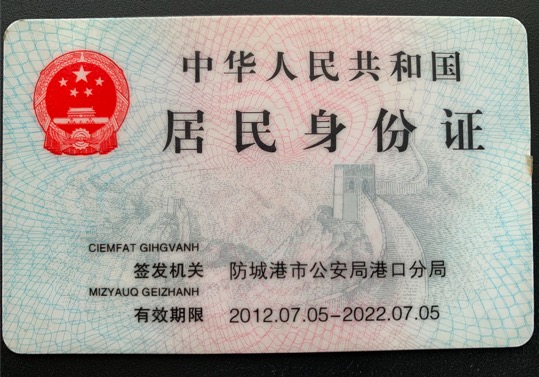 中华人民共和国
居民身份证
CIEMFAT GIHGVANH
签发机关 防城港市公安局港口分局
MIZYAUQ GEIZHANH
有效期限 2012.07.05-2022.07.05